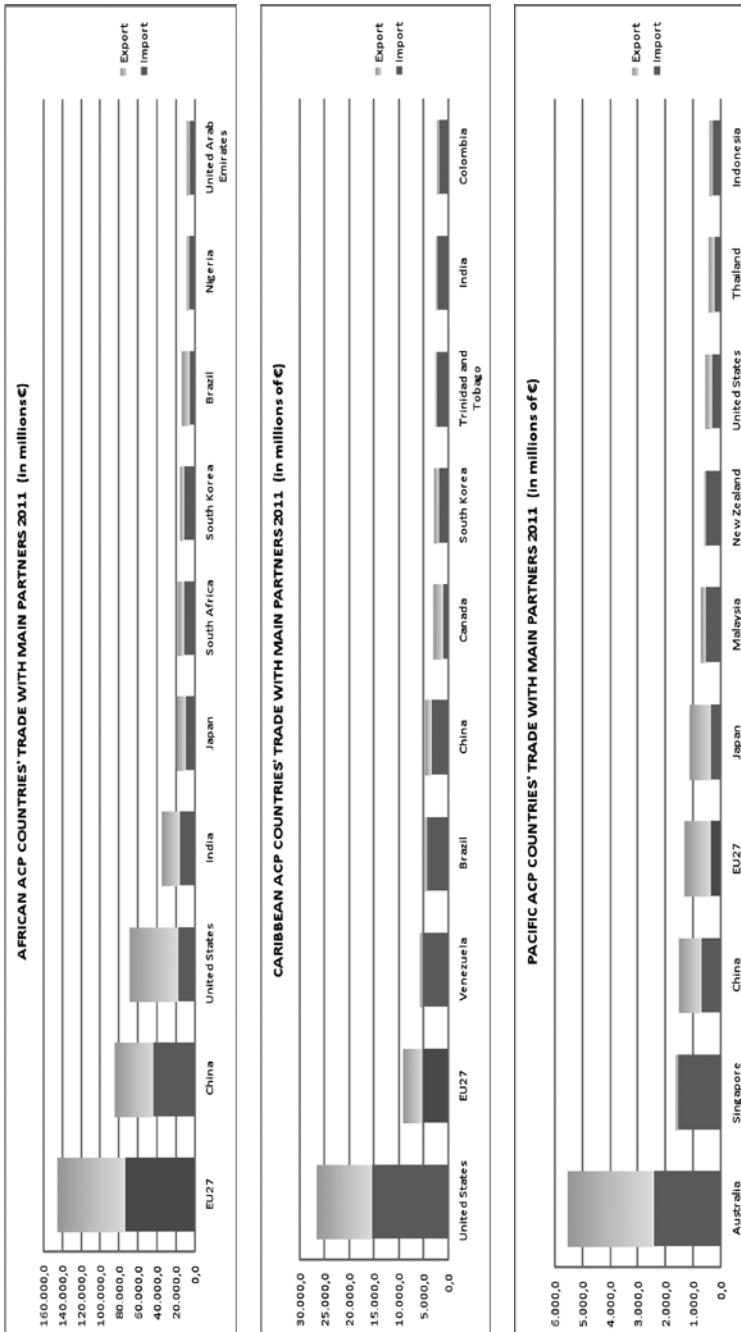 AFRICAN ACP COUNTRIES' TRADE WITH MAIN PARTNERS 2011 (in millions €)
160.000,0
140.000,0
120.000,0
100.000,0
80.000,0
60.000,0
40.000,0
20.000,0
0,0
EU27
China
United States
India
Japan
South Africa
South Korea
Brazil
Nigeria
United Arab
Emirates
Export
Import
CARIBBEAN ACP COUNTRIES' TRADE WITH MAIN PARTNERS 2011 (in millions of €)
30.000,0
25.000,0
20.000,0
15.000,0
10.000,0
5.000,0
0,0
United States
EU27
Venezuela
Brazil
China
Canada
South Korea
Trinidad and
Tobago
India
Colombia
Export
Import
PACIFIC ACP COUNTRIES' TRADE WITH MAIN PARTNERS 2011 (in millions of €)
6.000,0
5.000,0
4.000,0
3.000,0
2.000,0
1.000,0
0,0
Australia
Singapore
China
EU27
Japan
Malaysia
New Zealand
United States
Thailand
Indonesia
Export
Import